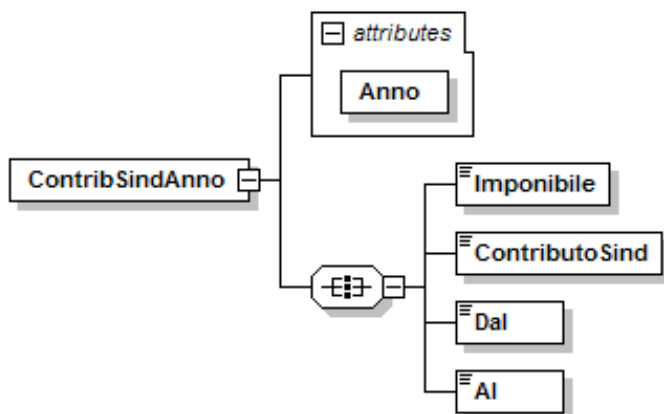 attributes
Anno
ContribSindAnno
Imponibile
ContributoSind
Dal
Al